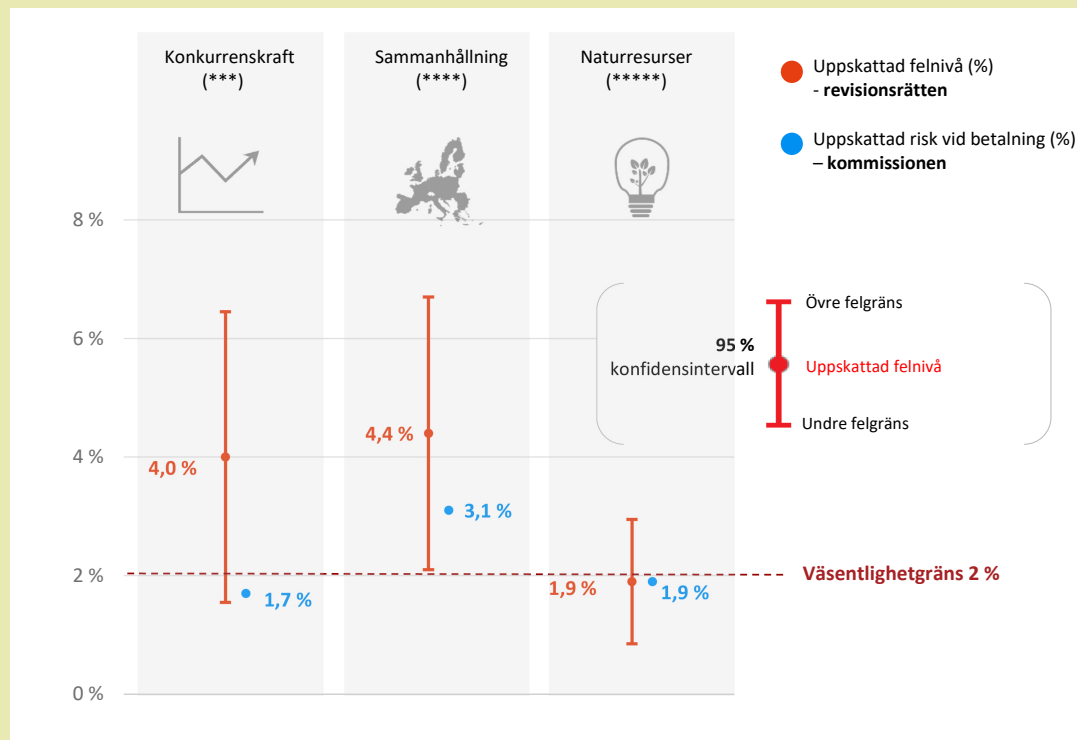 Konkurrenskraft
(***)
Sammanhållning
(****)
Naturresurser
(*****)
Uppskattad felnivå (%)
- revisionsrätten
Uppskattad risk vid betalning (%)
– kommissionen
8 %
6 %
4 %
2 %
0 %
95 %
konfidensintervall
Övre felgräns
Uppskattad felnivå
Undre felgräns
4,0 %
1,7 %
4,4 %
3,1 %
1,9 %
1,9 %
Väsentlighetgräns 2 %